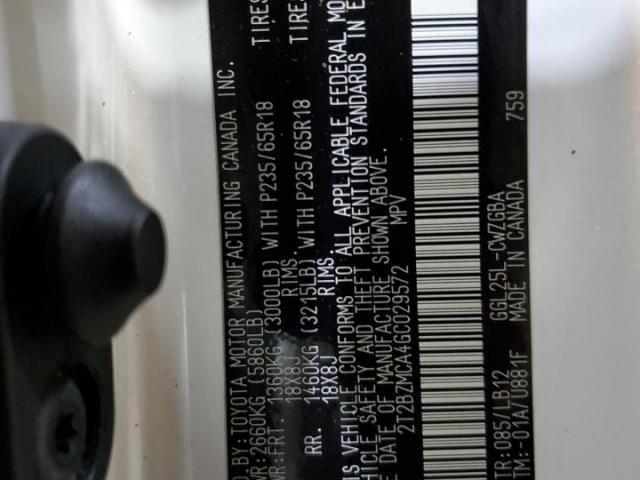 D. BY: TOYOTA MOTOR MANUFACTURING CANADA INC.
WR: 2660KG (5860LB)
WR: FRT. 1360KG (3000LB) WITH P235/65R18 TIRES
18X8J RIMS.
RR. 1460KG (3215LB) WITH P235/65R18 TIRE
18X8J RIMS.
IS VEHICLE CONFORMS TO ALL APPLICABLE FEDERAL MO
HICLE SAFETY AND THEFT PREVENTION STANDARDS IN E
E DATE OF MANUFACTURE SHOWN ABOVE.
2T2BZMCA4GC029572 MPV
TR: 085/LB12 GGL25L-CWZGBA
TM: -01A/U881F MADE IN CANADA 759